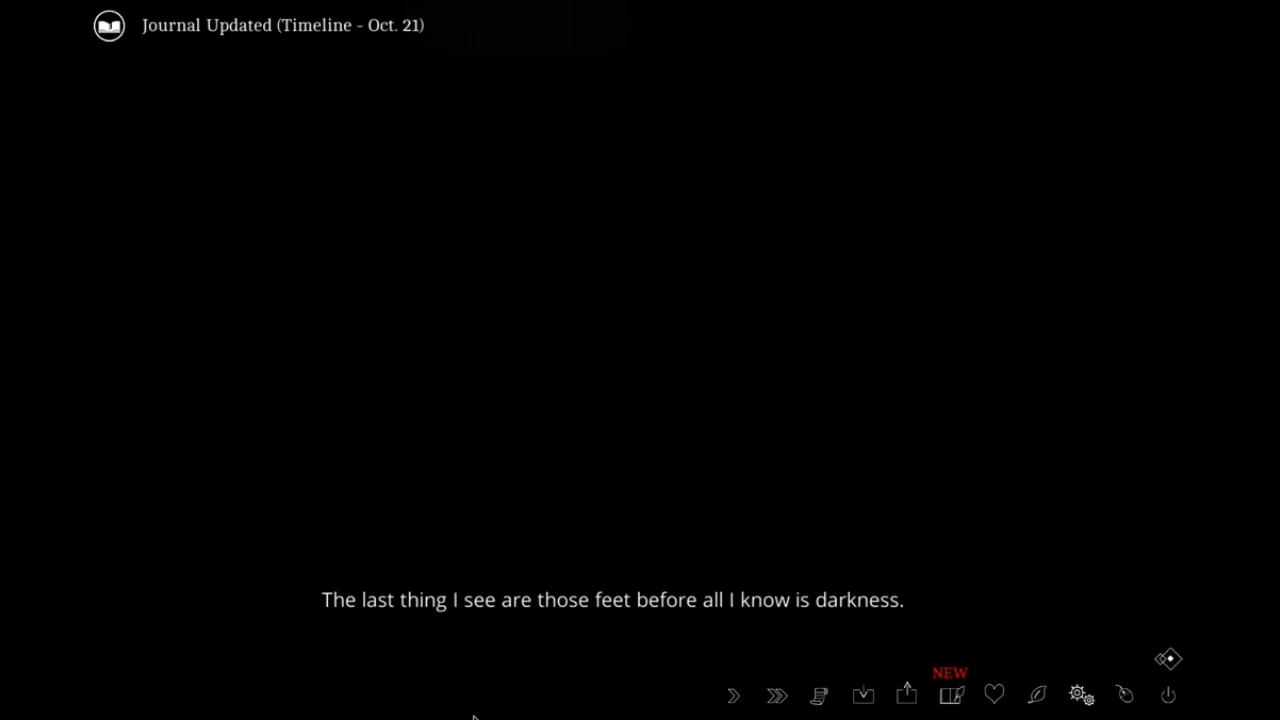 Journal Updated (Timeline - Oct. 21)
The last thing I see are those feet before all I know is darkness.
NEW